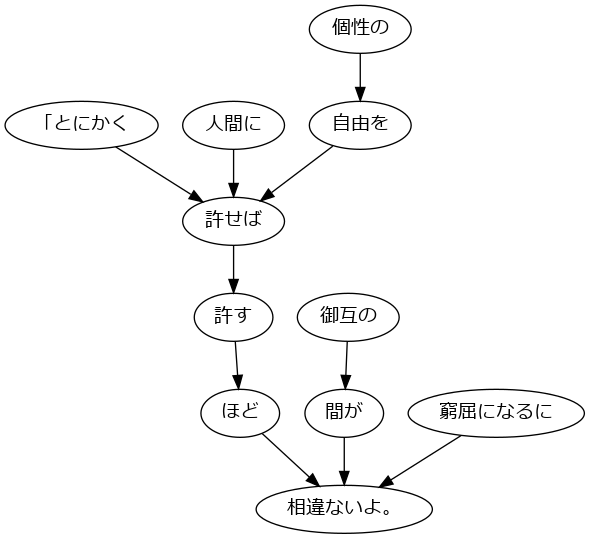 個性の
「とにかく
人間に
自由を
許せば
許す
御互の
ほど
間が
窮屈になるに
相違ないよ。